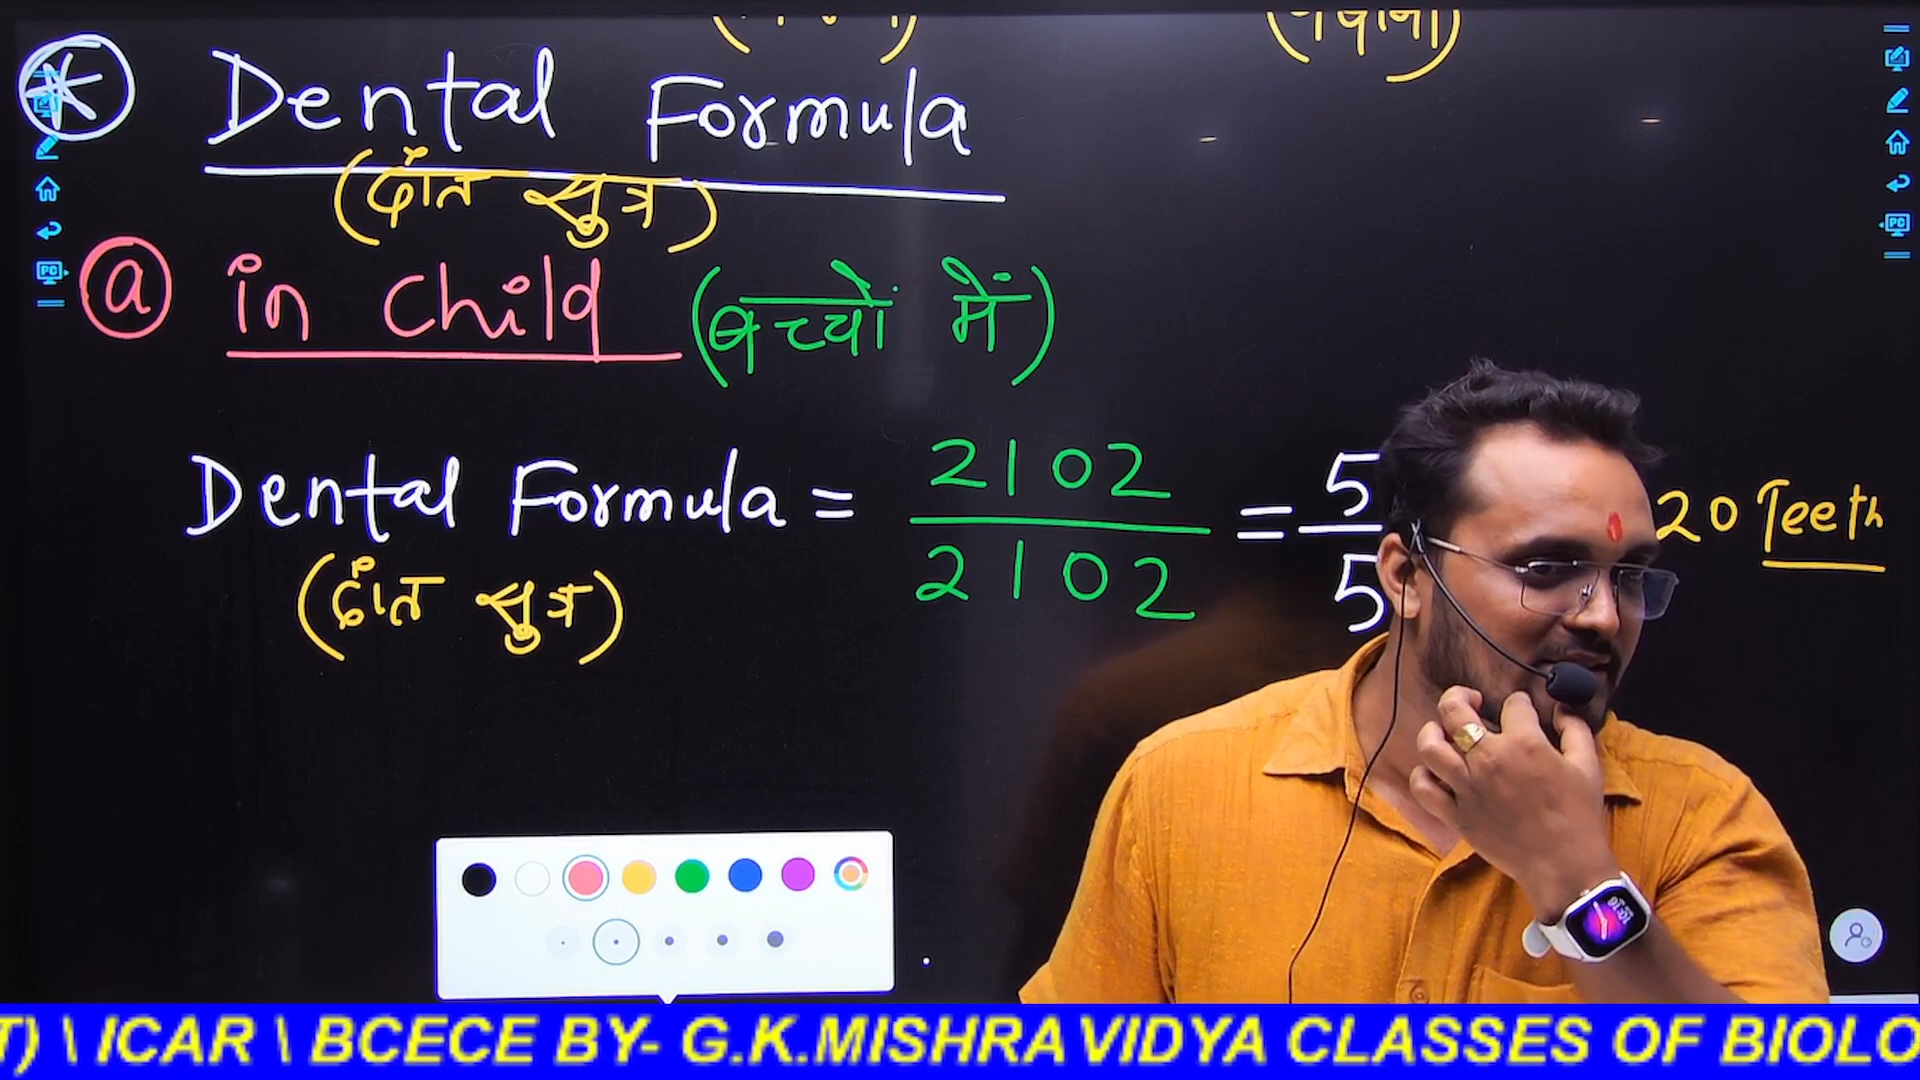 Dental Formula
(दाँत सूत्र)
a in child (बच्चों में)
Dental Formula = 2102 / 2102 = 5 / 5 20 Teeth
(दाँत सूत्र)
T) \ ICAR \ BCECE BY- G.K.MISHRA VIDYA CLASSES OF BIOLO